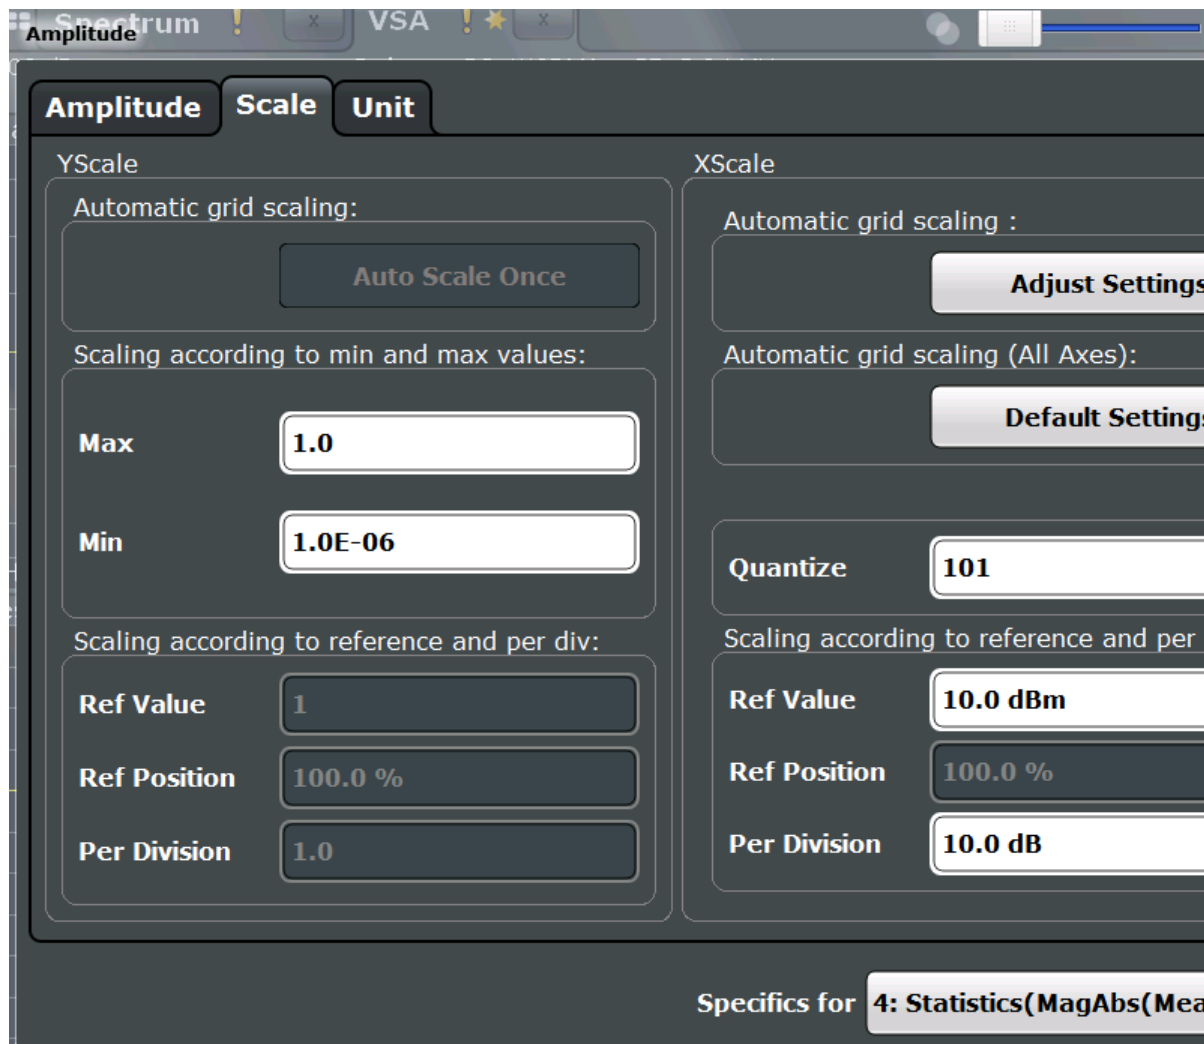 Spectrum ! x VSA ! x
Amplitude
Amplitude Scale Unit
YScale
Automatic grid scaling:
Auto Scale Once
Scaling according to min and max values:
Max 1.0
Min 1.0E-06
Scaling according to reference and per div:
Ref Value 1
Ref Position 100.0 %
Per Division 1.0
XScale
Automatic grid scaling :
Adjust Settings
Automatic grid scaling (All Axes):
Default Settings
Quantize 101
Scaling according to reference and per
Ref Value 10.0 dBm
Ref Position 100.0 %
Per Division 10.0 dB
Specifics for 4: Statistics(MagAbs(Mea